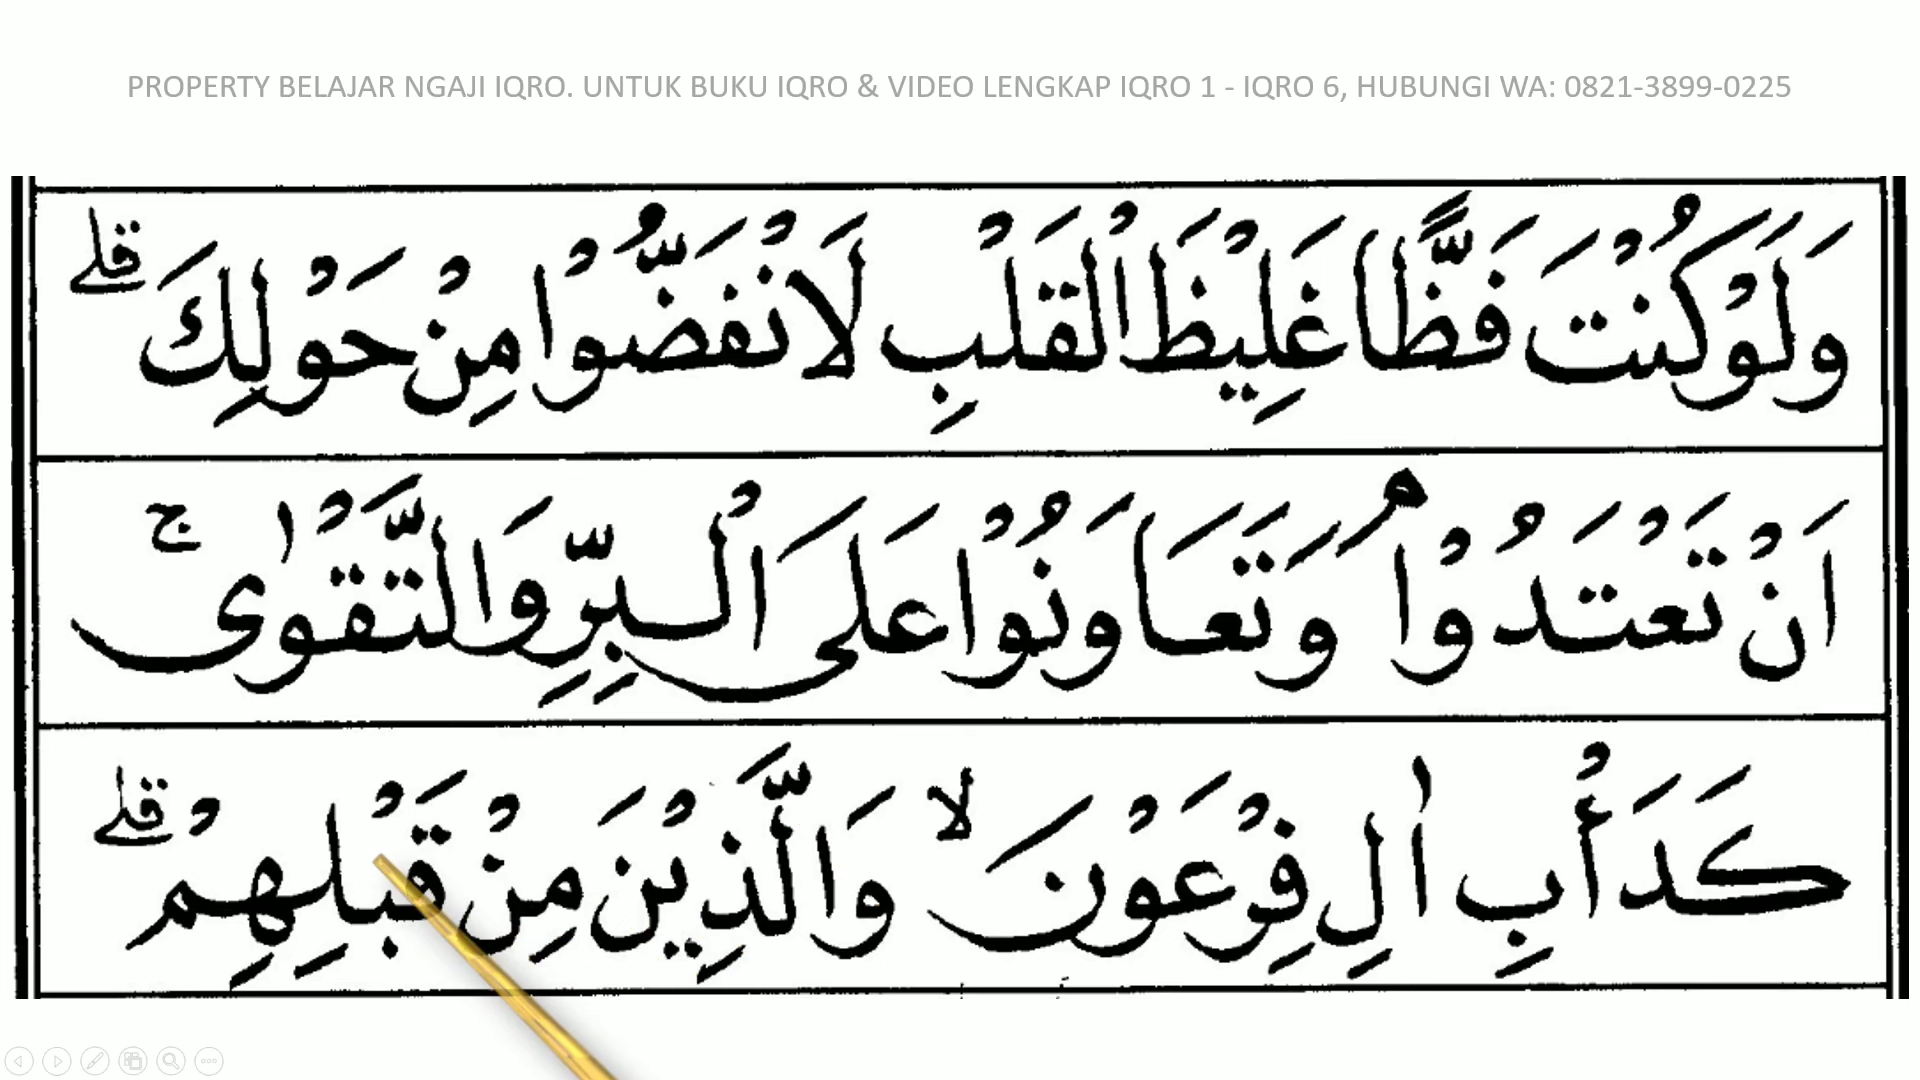 PROPERTY BELAJAR NGAJI IQRO. UNTUK BUKU IQRO & VIDEO LENGKAP IQRO 1 - IQRO 6, HUBUNGI WA: 0821-3899-0225
وَلَوْكُنْتَ فَظًّا غَلِيْظَ الْقَلْبِ لَانْفَضُّوْا مِنْ حَوْلِكَ ۗ
اَنْ تَعْتَدُوْاۘ وَتَعَاوَنُوْا عَلَى الْبِرِّ وَالتَّقْوٰى ۚ
كَدَأْبِ اٰلِ فِرْعَوْنَ ۙ وَالَّذِيْنَ مِنْ قَبْلِهِمْ ۗ